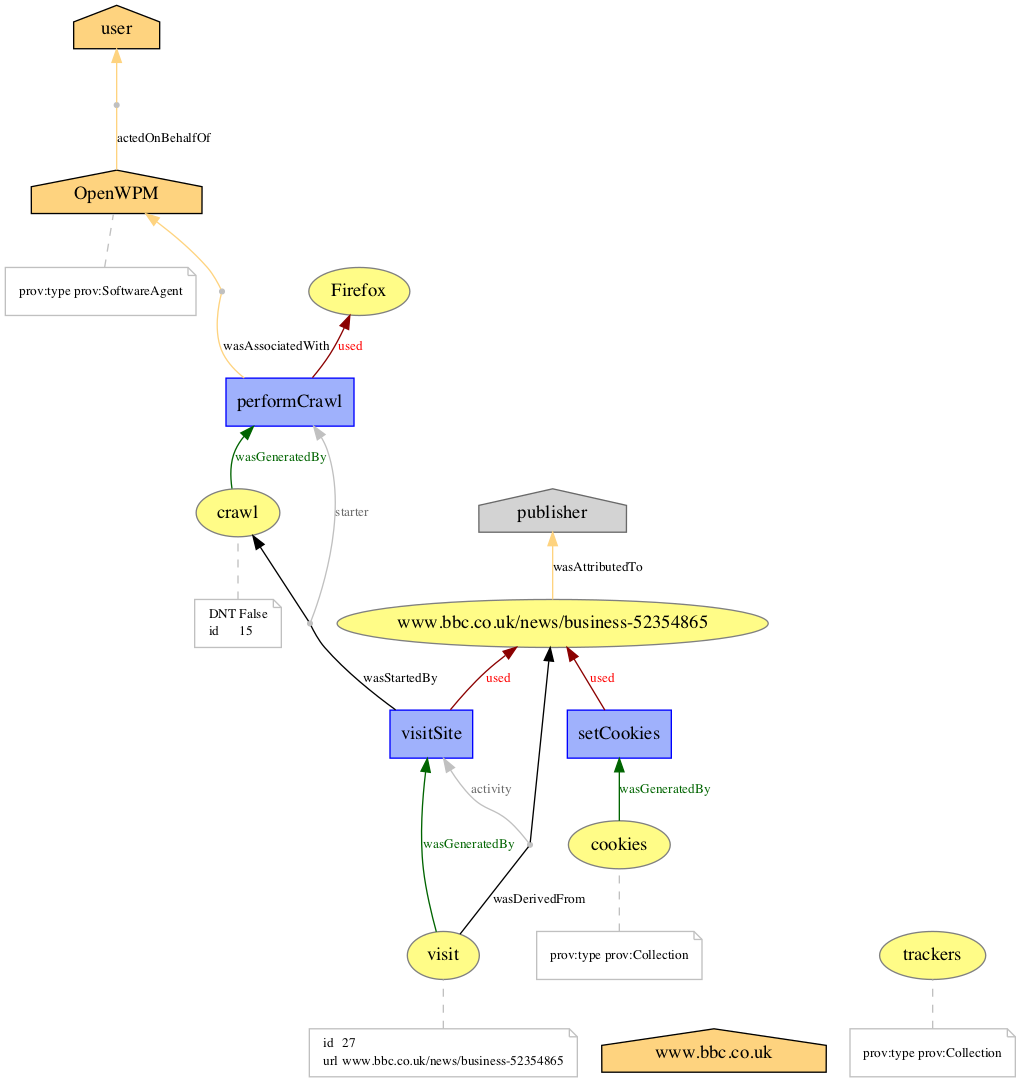 user
actedOnBehalfOf
OpenWPM
prov:type prov:SoftwareAgent
Firefox
wasAssociatedWith
used
performCrawl
wasGeneratedBy
crawl
starter
publisher
wasAttributedTo
DNT False
id 15
www.bbc.co.uk/news/business-52354865
wasStartedBy
used
used
visitSite
setCookies
activity
wasGeneratedBy
wasGeneratedBy
cookies
wasDerivedFrom
visit
prov:type prov:Collection
trackers
id 27
url www.bbc.co.uk/news/business-52354865
www.bbc.co.uk
prov:type prov:Collection